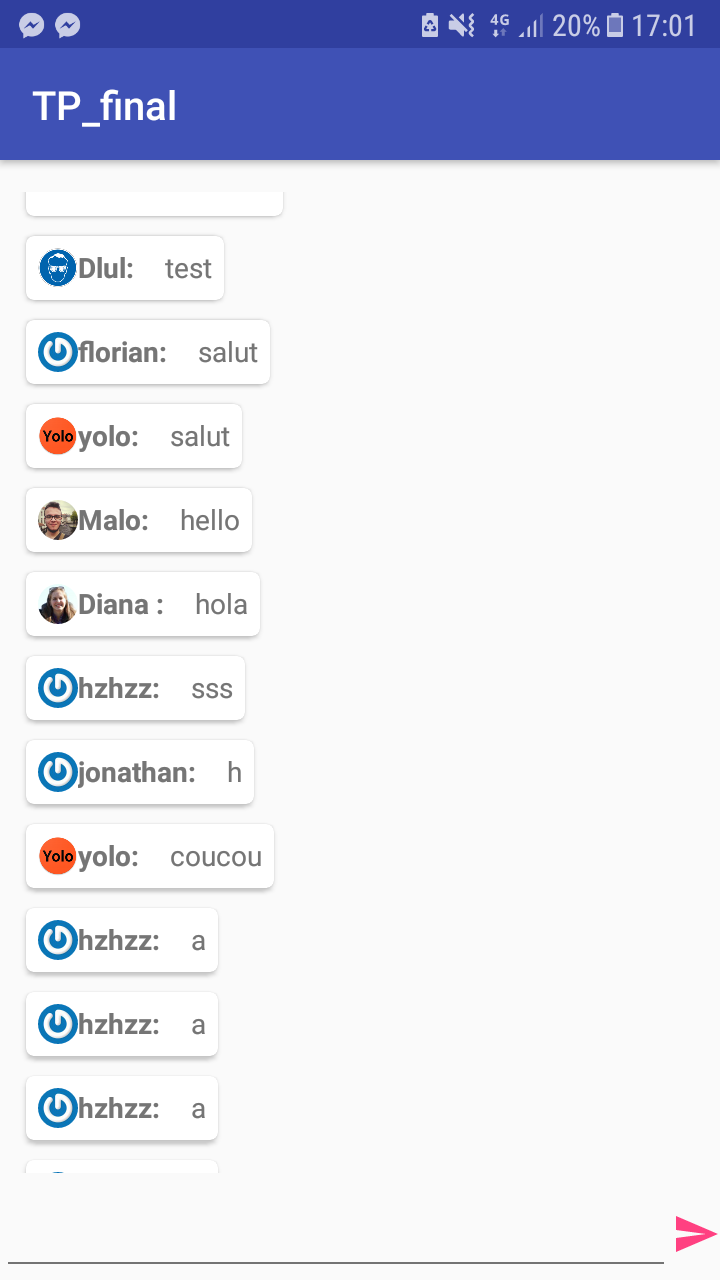 4G 20% 17:01
TP_final
Dlul: test
florian: salut
Yolo yolo: salut
Malo: hello
Diana : hola
hzhzz: sss
jonathan: h
Yolo yolo: coucou
hzhzz: a
hzhzz: a
hzhzz: a